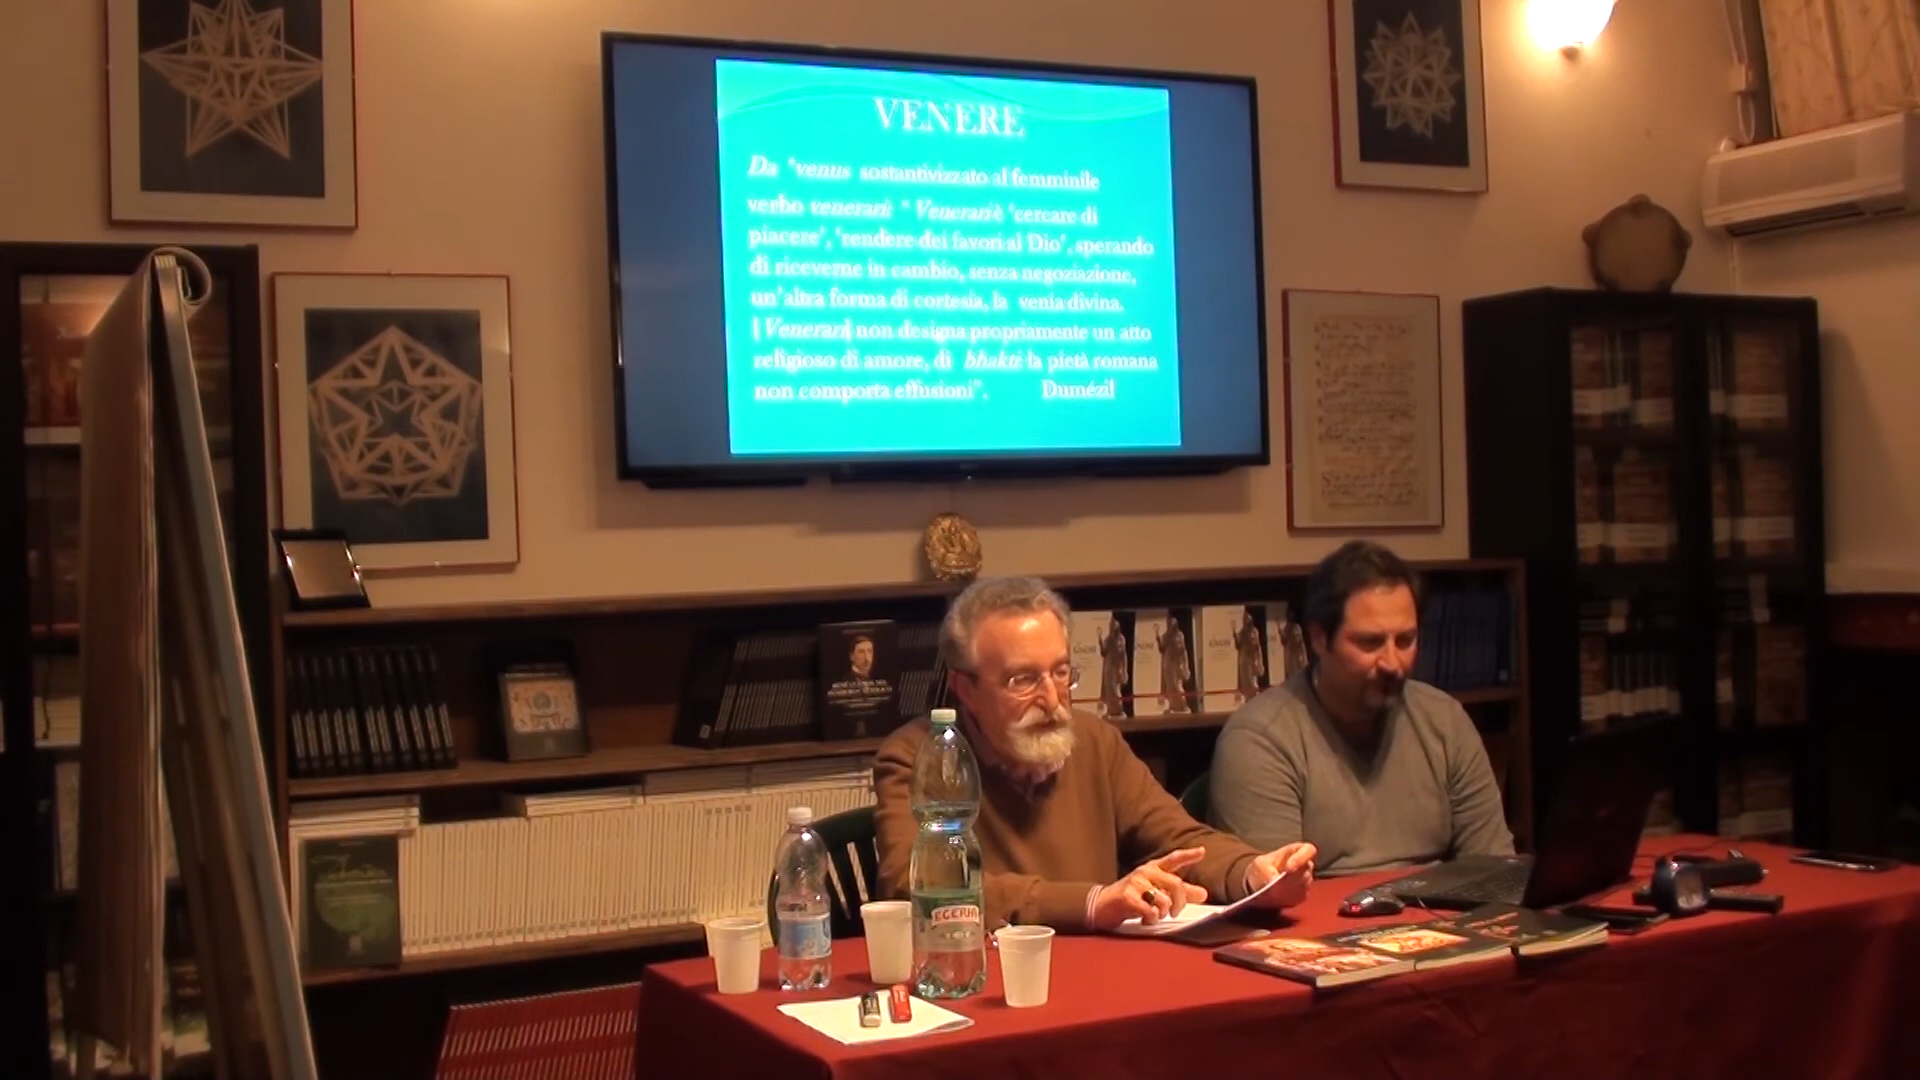 VENERE
Da 'venus sostantivizzato al femminile
verbo venerari: " Venerari è 'cercare di
piacere', 'rendere dei favori al Dio', sperando
di riceverne in cambio, senza negoziazione,
un'altra forma di cortesia, la venia divina.
[Venerari] non designa propriamente un atto
religioso di amore, di bhakti: la pietà romana
non comporta effusioni". Dumézil
EGERIA